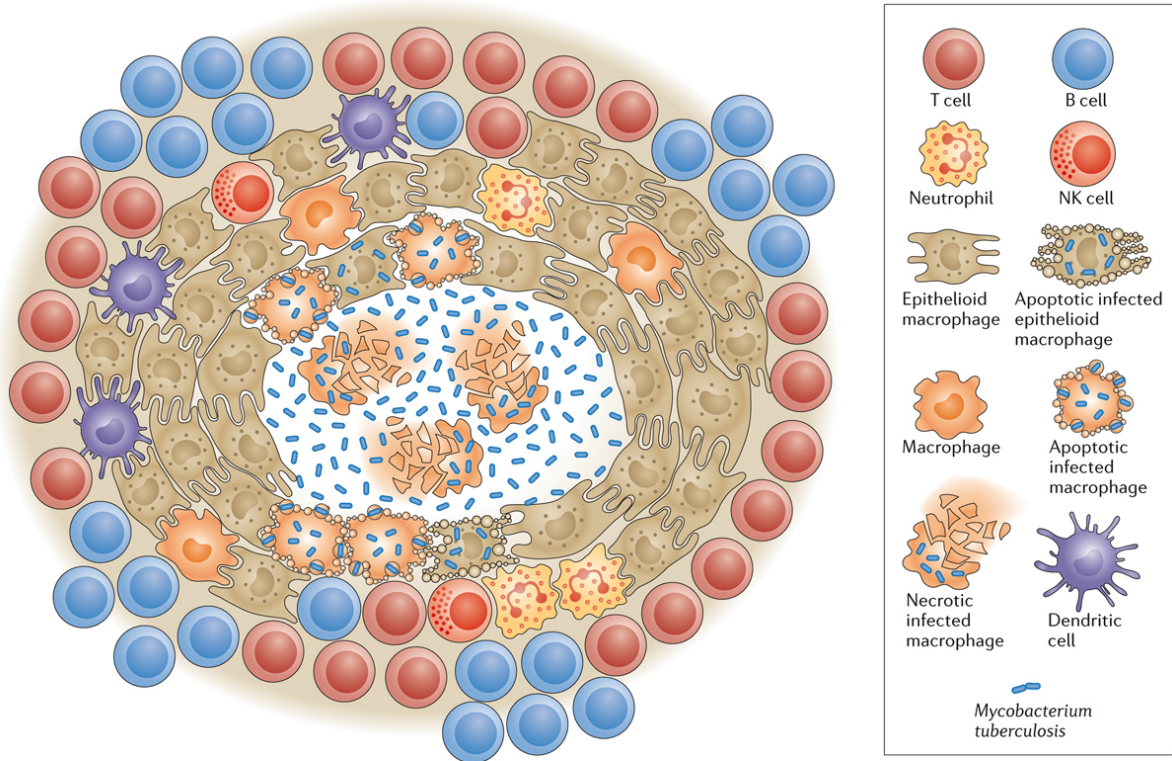 T cell
B cell
Neutrophil
NK cell
Epithelioid
macrophage
Apoptotic infected
epithelioid
macrophage
Macrophage
Apoptotic
infected
macrophage
Necrotic
infected
macrophage
Dendritic
cell
Mycobacterium
tuberculosis